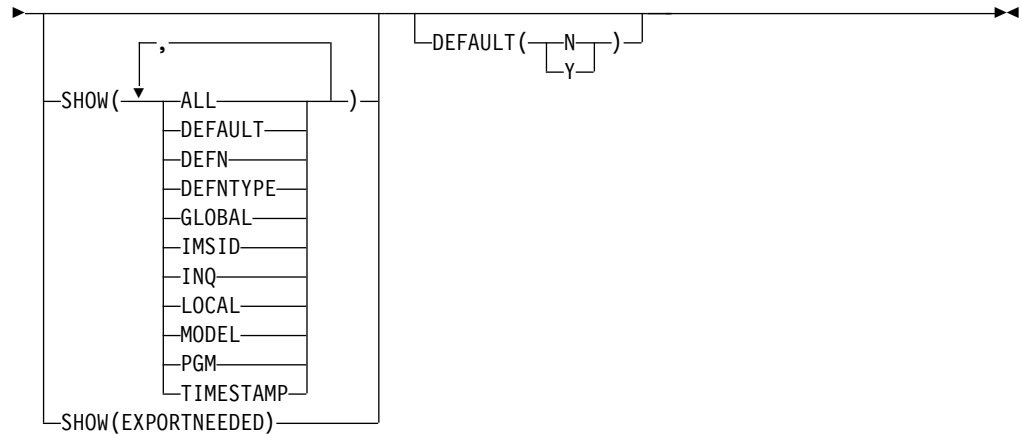 ,
SHOW( ALL )
DEFAULT
DEFN
DEFNTYPE
GLOBAL
IMSID
INQ
LOCAL
MODEL
PGM
TIMESTAMP
SHOW(EXPORTNEEDED)
DEFAULT( N )
Y